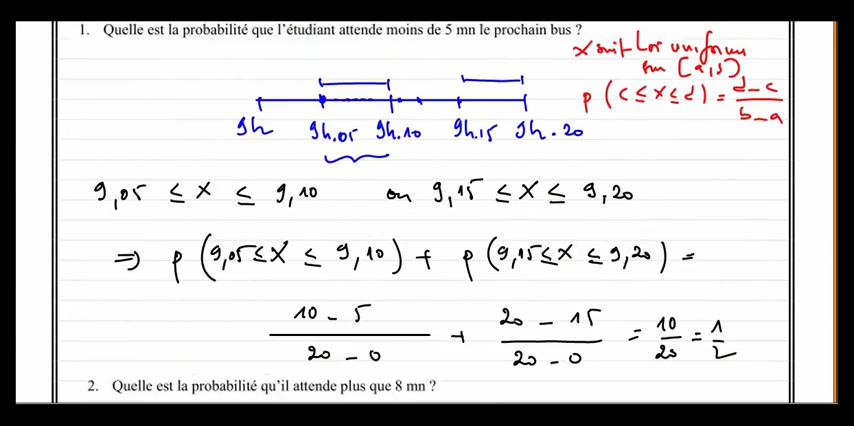 1. Quelle est la probabilité que l'étudiant attende moins de 5 mn le prochain bus ?
X suit Loi uniforme
sur [a,b]
P (c ≤ X ≤ d) = d-c / b-a
9h 9h.05 9h.10 9h.15 9h.20
9,05 ≤ X ≤ 9,10 ou 9,15 ≤ X ≤ 9,20
⇒ P (9,05 ≤ X ≤ 9,10) + P (9,15 ≤ X ≤ 9,20) =
10 - 5 / 20 - 0 + 20 - 15 / 20 - 0 = 10/20 = 1/2
2. Quelle est la probabilité qu'il attende plus que 8 mn ?